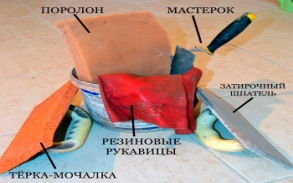 ПОРОЛОН
МАСТЕРОК
ЗАТИРОЧНЫЙ
ШПАТЕЛЬ
РЕЗИНОВЫЕ
РУКАВИЦЫ
ТЁРКА-МОЧАЛКА